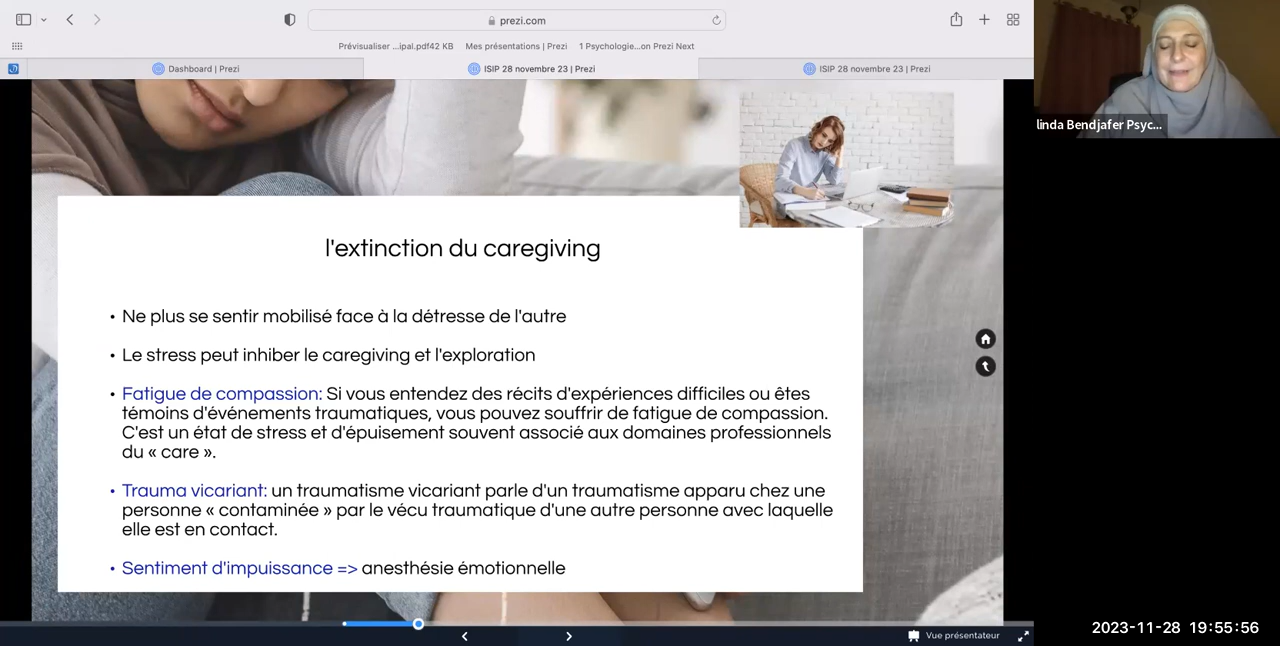 prezi.com
Prévisualiser ...ipal.pdf42 KB
Mes présentations | Prezi
1 Psychologie...on Prezi Next
Dashboard | Prezi
ISIP 28 novembre 23 | Prezi
ISIP 28 novembre 23 | Prezi
linda Bendjafer Psyc...
l'extinction du caregiving
• Ne plus se sentir mobilisé face à la détresse de l'autre
• Le stress peut inhiber le caregiving et l'exploration
• Fatigue de compassion: Si vous entendez des récits d'expériences difficiles ou êtes
témoins d'événements traumatiques, vous pouvez souffrir de fatigue de compassion.
C'est un état de stress et d'épuisement souvent associé aux domaines professionnels
du « care ».
• Trauma vicariant: un traumatisme vicariant parle d'un traumatisme apparu chez une
personne « contaminée » par le vécu traumatique d'une autre personne avec laquelle
elle est en contact.
• Sentiment d'impuissance => anesthésie émotionnelle
Vue présentateur
2023-11-28 19:55:56